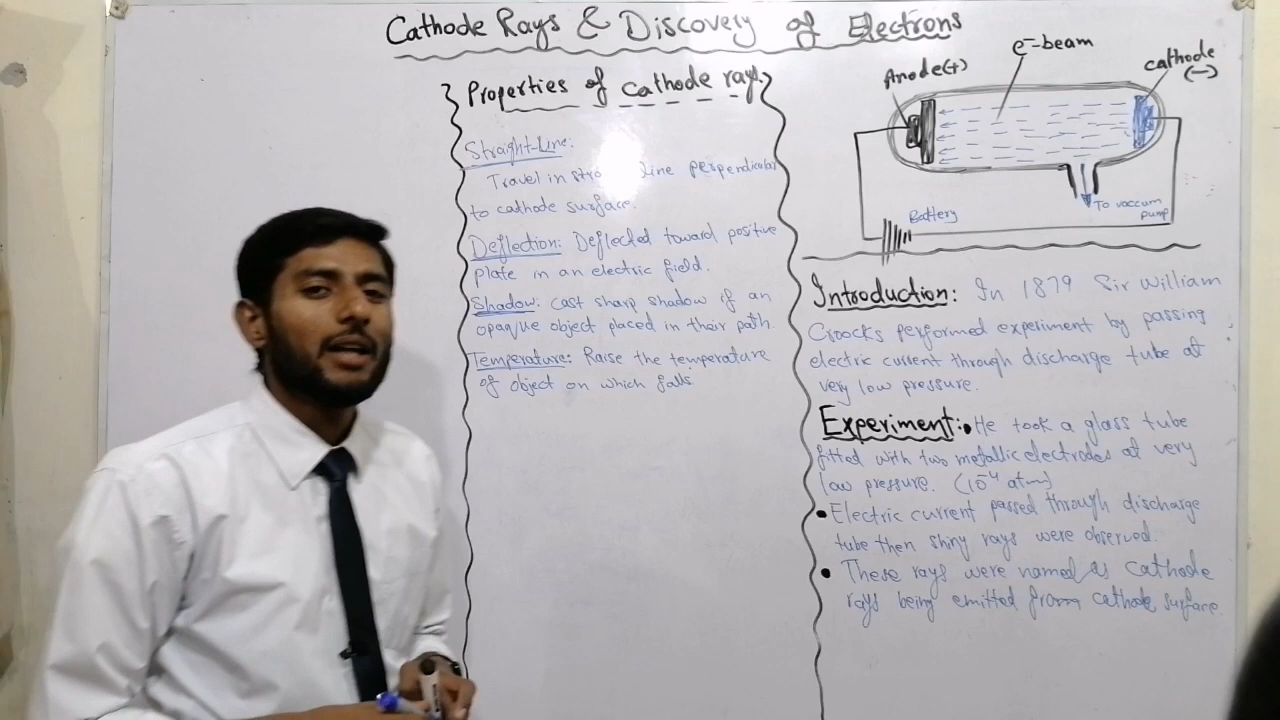 Cathode Rays & Discovery of Electrons
Properties of cathode rays
Straight-Line:
Travel in line perpendicular
to cathode surface.
Deflection: Deflected toward positive
plate in an electric field.
Shadow: cast sharp shadow if an
opaque object placed in their path.
Temperature: Raise the temperature
of object on which falls.
e⁻-beam
Anode(+)
cathode
(-)
Battery
To vaccum
pump
Introduction: In 1879 Sir William
Croocks performed experiment by passing
electric current through discharge tube at
very low pressure.
Experiment: • He took a glass tube
fitted with two metallic electrodes at very
low pressure. (10⁻⁴ atm)
• Electric current passed through discharge
tube then shiny rays were observed.
• These rays were named as cathode
rays being emitted from cathode surface.